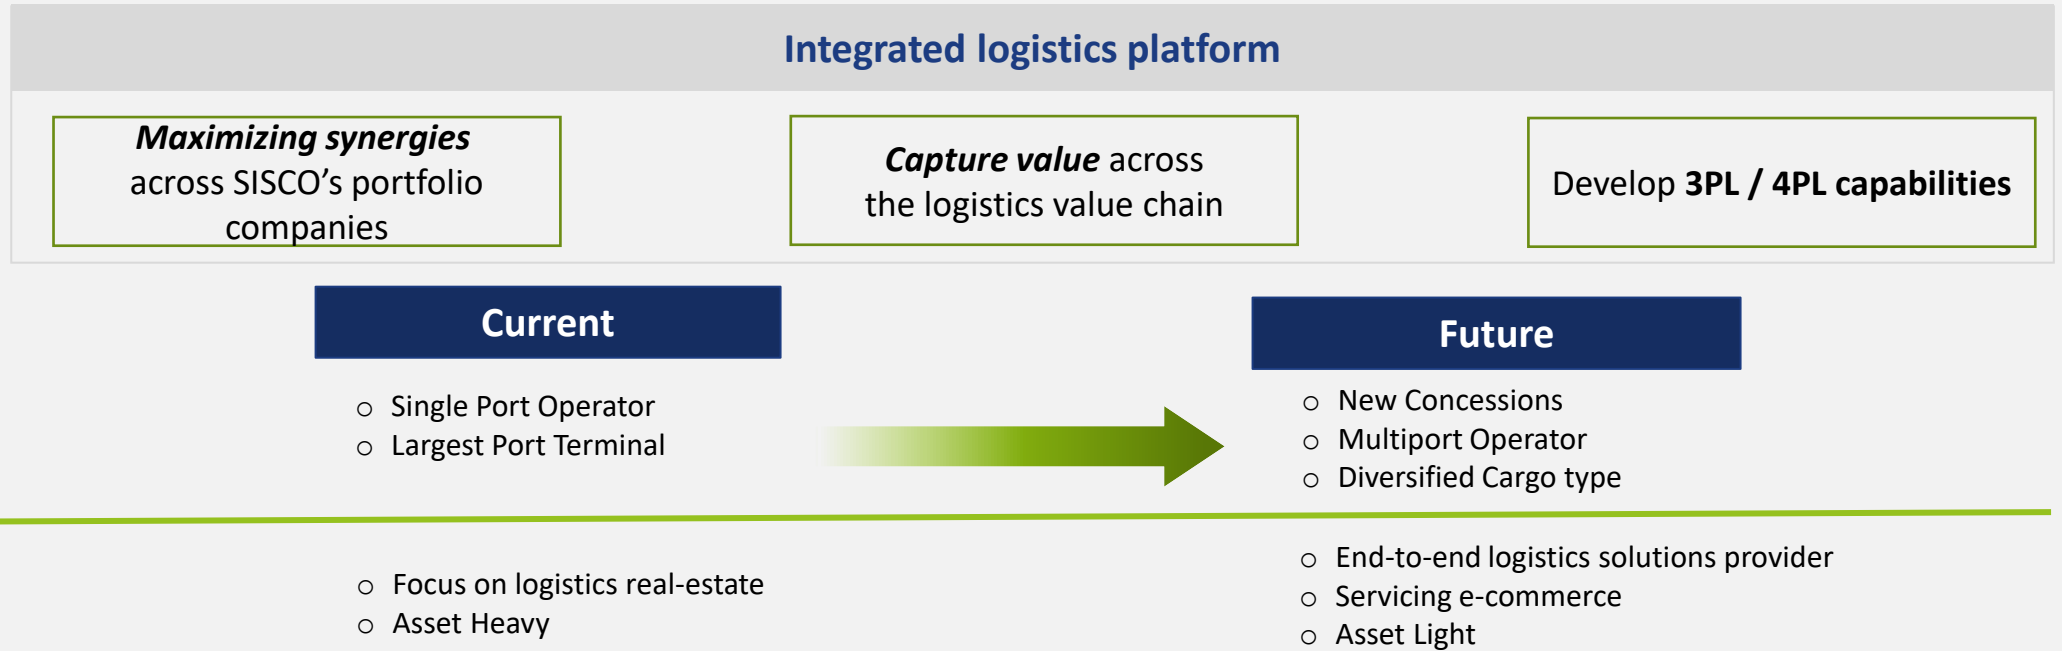 Integrated logistics platform
Maximizing synergies
across SISCO’s portfolio
companies
Capture value across
the logistics value chain
Develop 3PL / 4PL capabilities
Current
Future
o Single Port Operator
o Largest Port Terminal
o New Concessions
o Multiport Operator
o Diversified Cargo type
o Focus on logistics real-estate
o Asset Heavy
o End-to-end logistics solutions provider
o Servicing e-commerce
o Asset Light